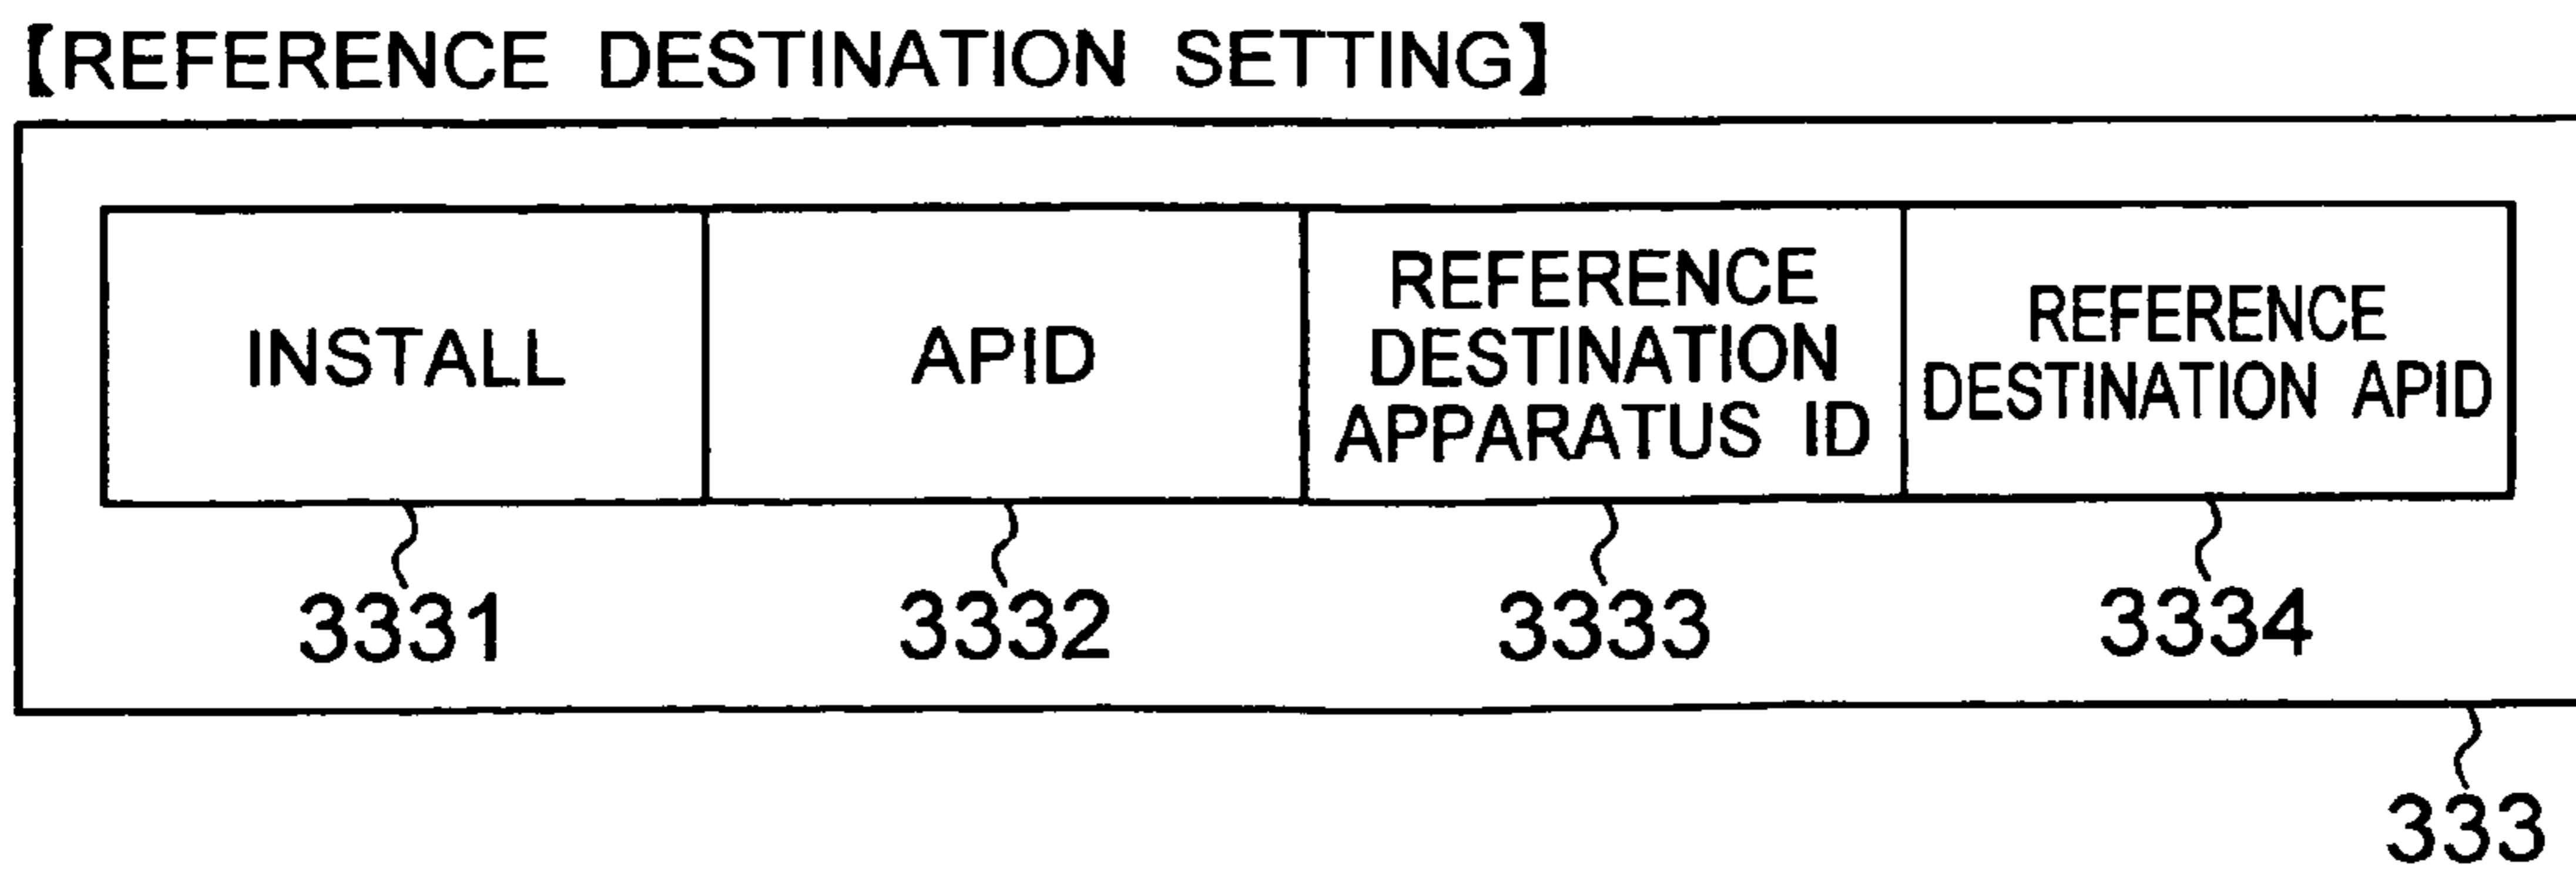 【REFERENCE DESTINATION SETTING】
INSTALL
APID
REFERENCE
DESTINATION
APPARATUS ID
REFERENCE
DESTINATION APID
3331
3332
3333
3334
333